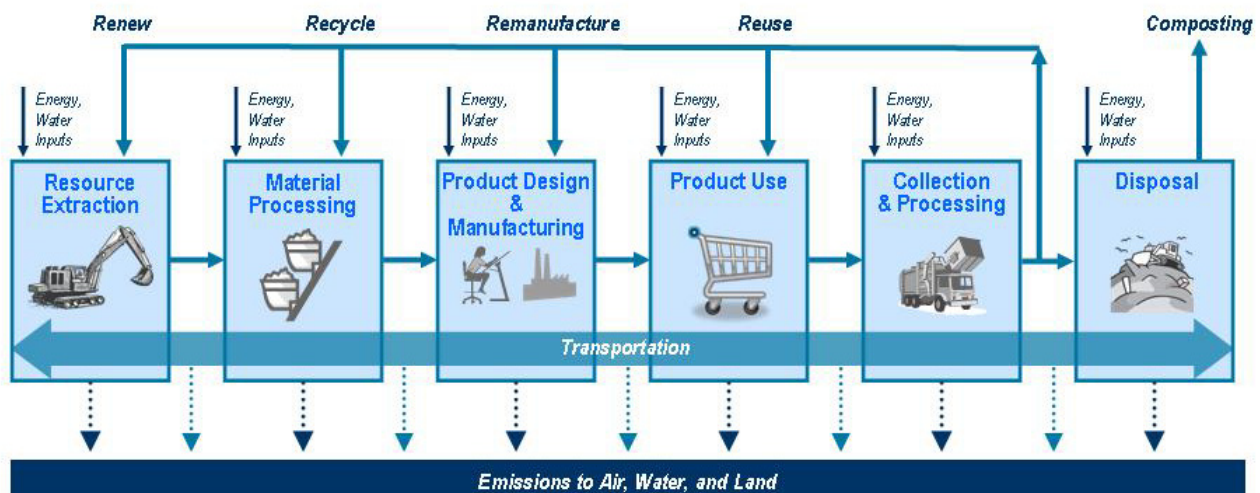 Renew
Recycle
Remanufacture
Reuse
Composting
Energy,
Water
Inputs
Energy,
Water
Inputs
Energy,
Water
Inputs
Energy,
Water
Inputs
Energy,
Water
Inputs
Energy,
Water
Inputs
Resource
Extraction
Material
Processing
Product Design
&
Manufacturing
Product Use
Collection
& Processing
Disposal
Transportation
Emissions to Air, Water, and Land